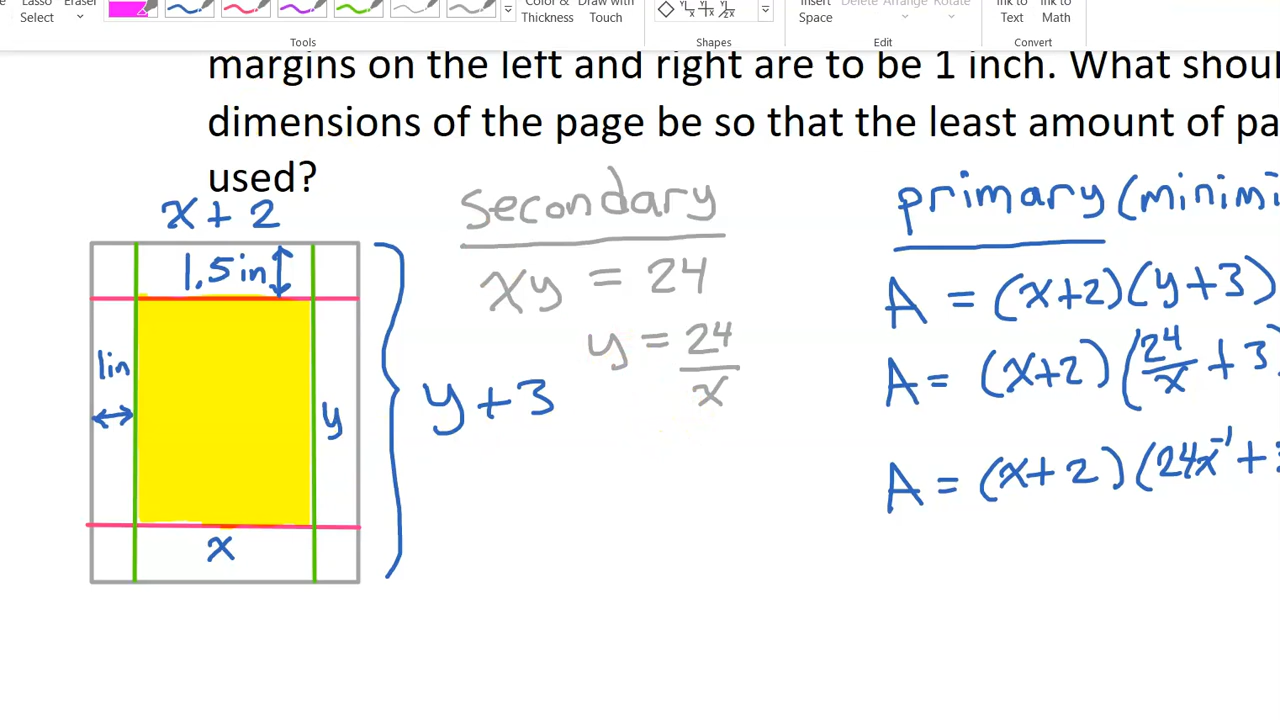 Lasso Select
Eraser
Color & Thickness
Draw with Touch
Insert Space
Delete
Arrange
Rotate
Ink to Text
Ink to Math
Tools
Shapes
Edit
Convert
margins on the left and right are to be 1 inch. What shoul
dimensions of the page be so that the least amount of pa
used?
x + 2
1.5 in
1in
y
x
y + 3
secondary
xy = 24
y = 24/x
primary (minimi
A = (x+2)(y+3)
A = (x+2)(24/x + 3)
A = (x+2)(24x⁻¹ +